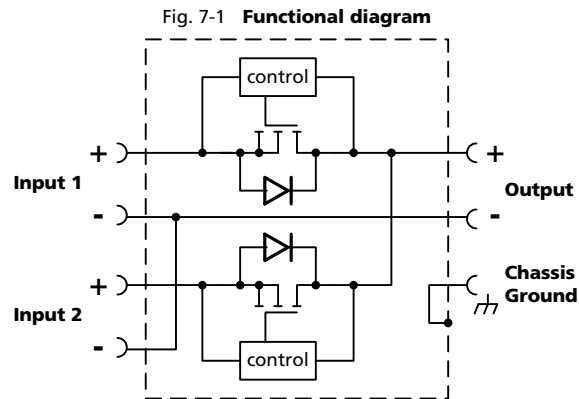 Fig. 7-1 Functional diagram
control
+
+
Input 1
Output
-
-
+
Chassis
Ground
Input 2
-
control